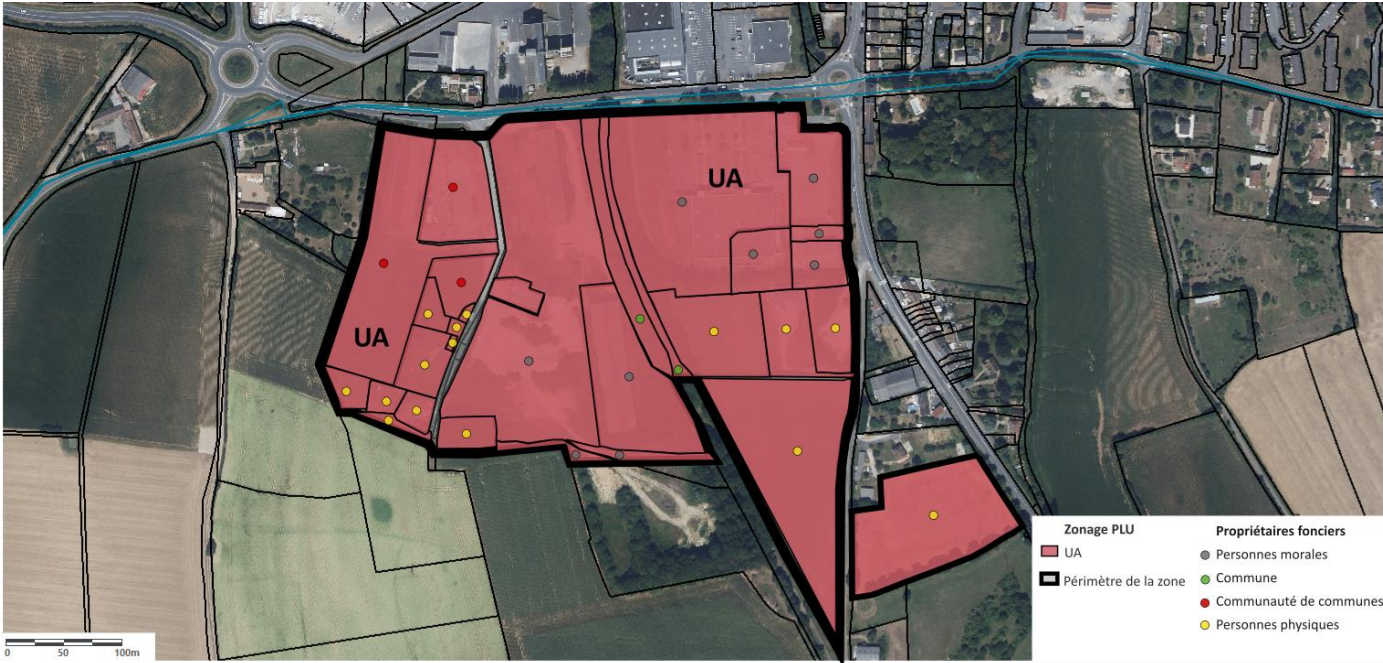 UA
UA
Zonage PLU
UA
Périmètre de la zone
Propriétaires fonciers
Personnes morales
Commune
Communauté de communes
Personnes physiques
0 50 100m